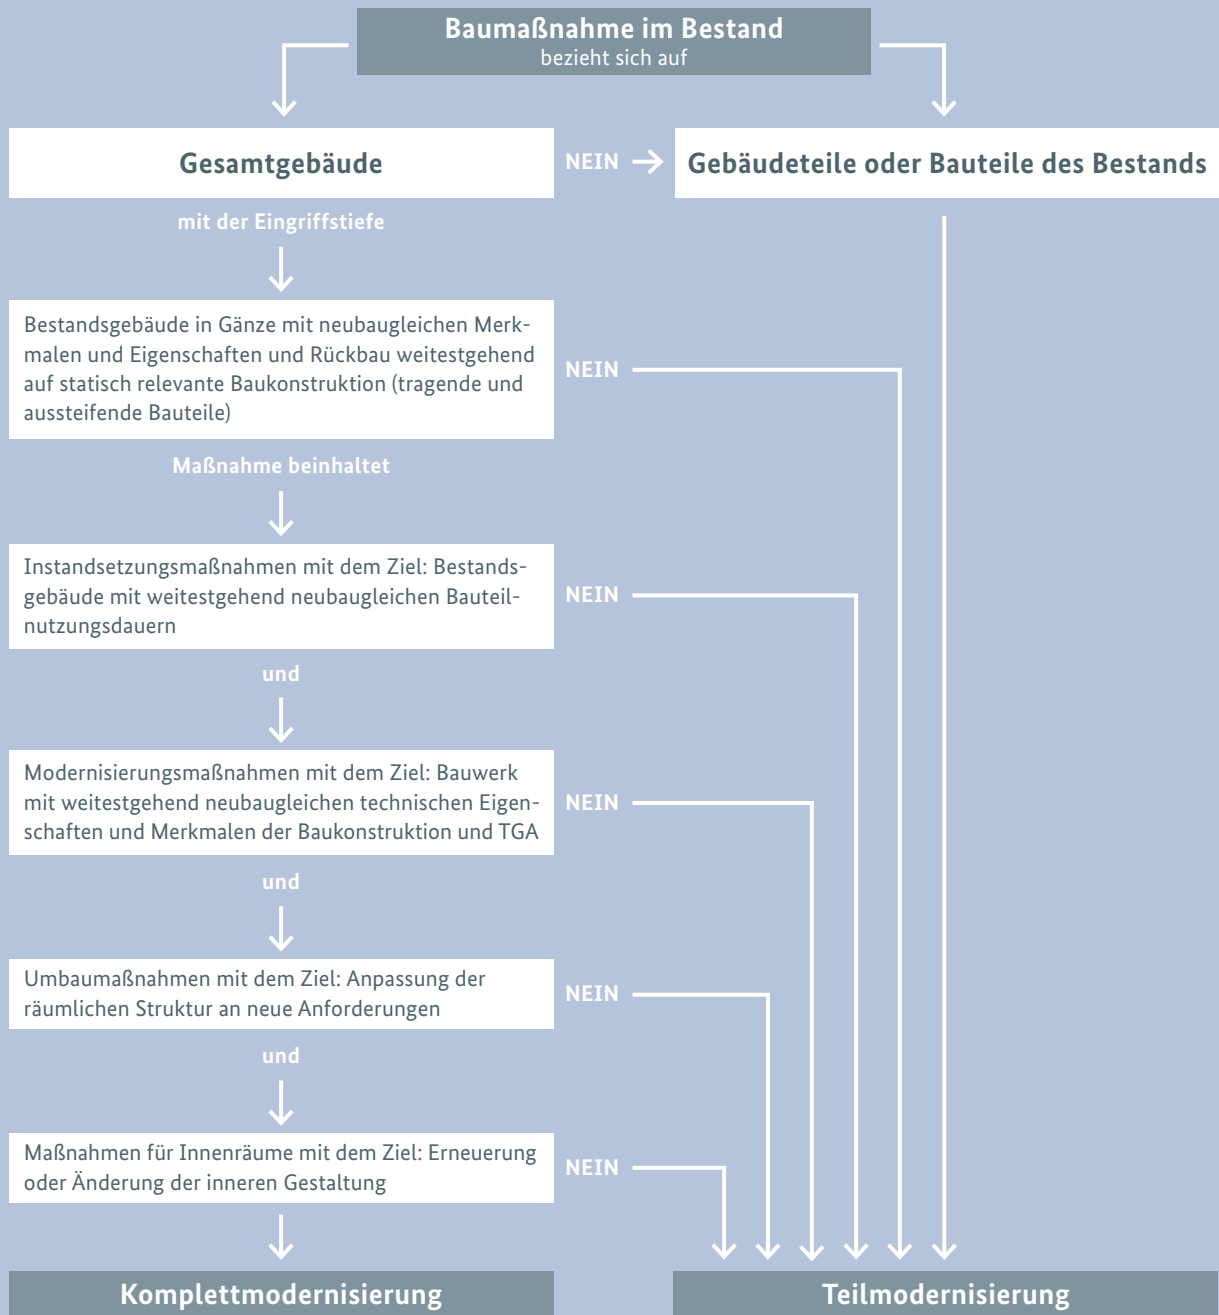 Baumaßnahme im Bestand
bezieht sich auf
Gesamtgebäude
NEIN
Gebäudeteile oder Bauteile des Bestands
mit der Eingriffstiefe
Bestandsgebäude in Gänze mit neubaugleichen Merk-
malen und Eigenschaften und Rückbau weitestgehend
auf statisch relevante Baukonstruktion (tragende und
aussteifende Bauteile)
NEIN
Maßnahme beinhaltet
Instandsetzungsmaßnahmen mit dem Ziel: Bestands-
gebäude mit weitestgehend neubaugleichen Bauteil-
nutzungsdauern
NEIN
und
Modernisierungsmaßnahmen mit dem Ziel: Bauwerk
mit weitestgehend neubaugleichen technischen Eigen-
schaften und Merkmalen der Baukonstruktion und TGA
NEIN
und
Umbaumaßnahmen mit dem Ziel: Anpassung der
räumlichen Struktur an neue Anforderungen
NEIN
und
Maßnahmen für Innenräume mit dem Ziel: Erneuerung
oder Änderung der inneren Gestaltung
NEIN
Komplettmodernisierung
Teilmodernisierung